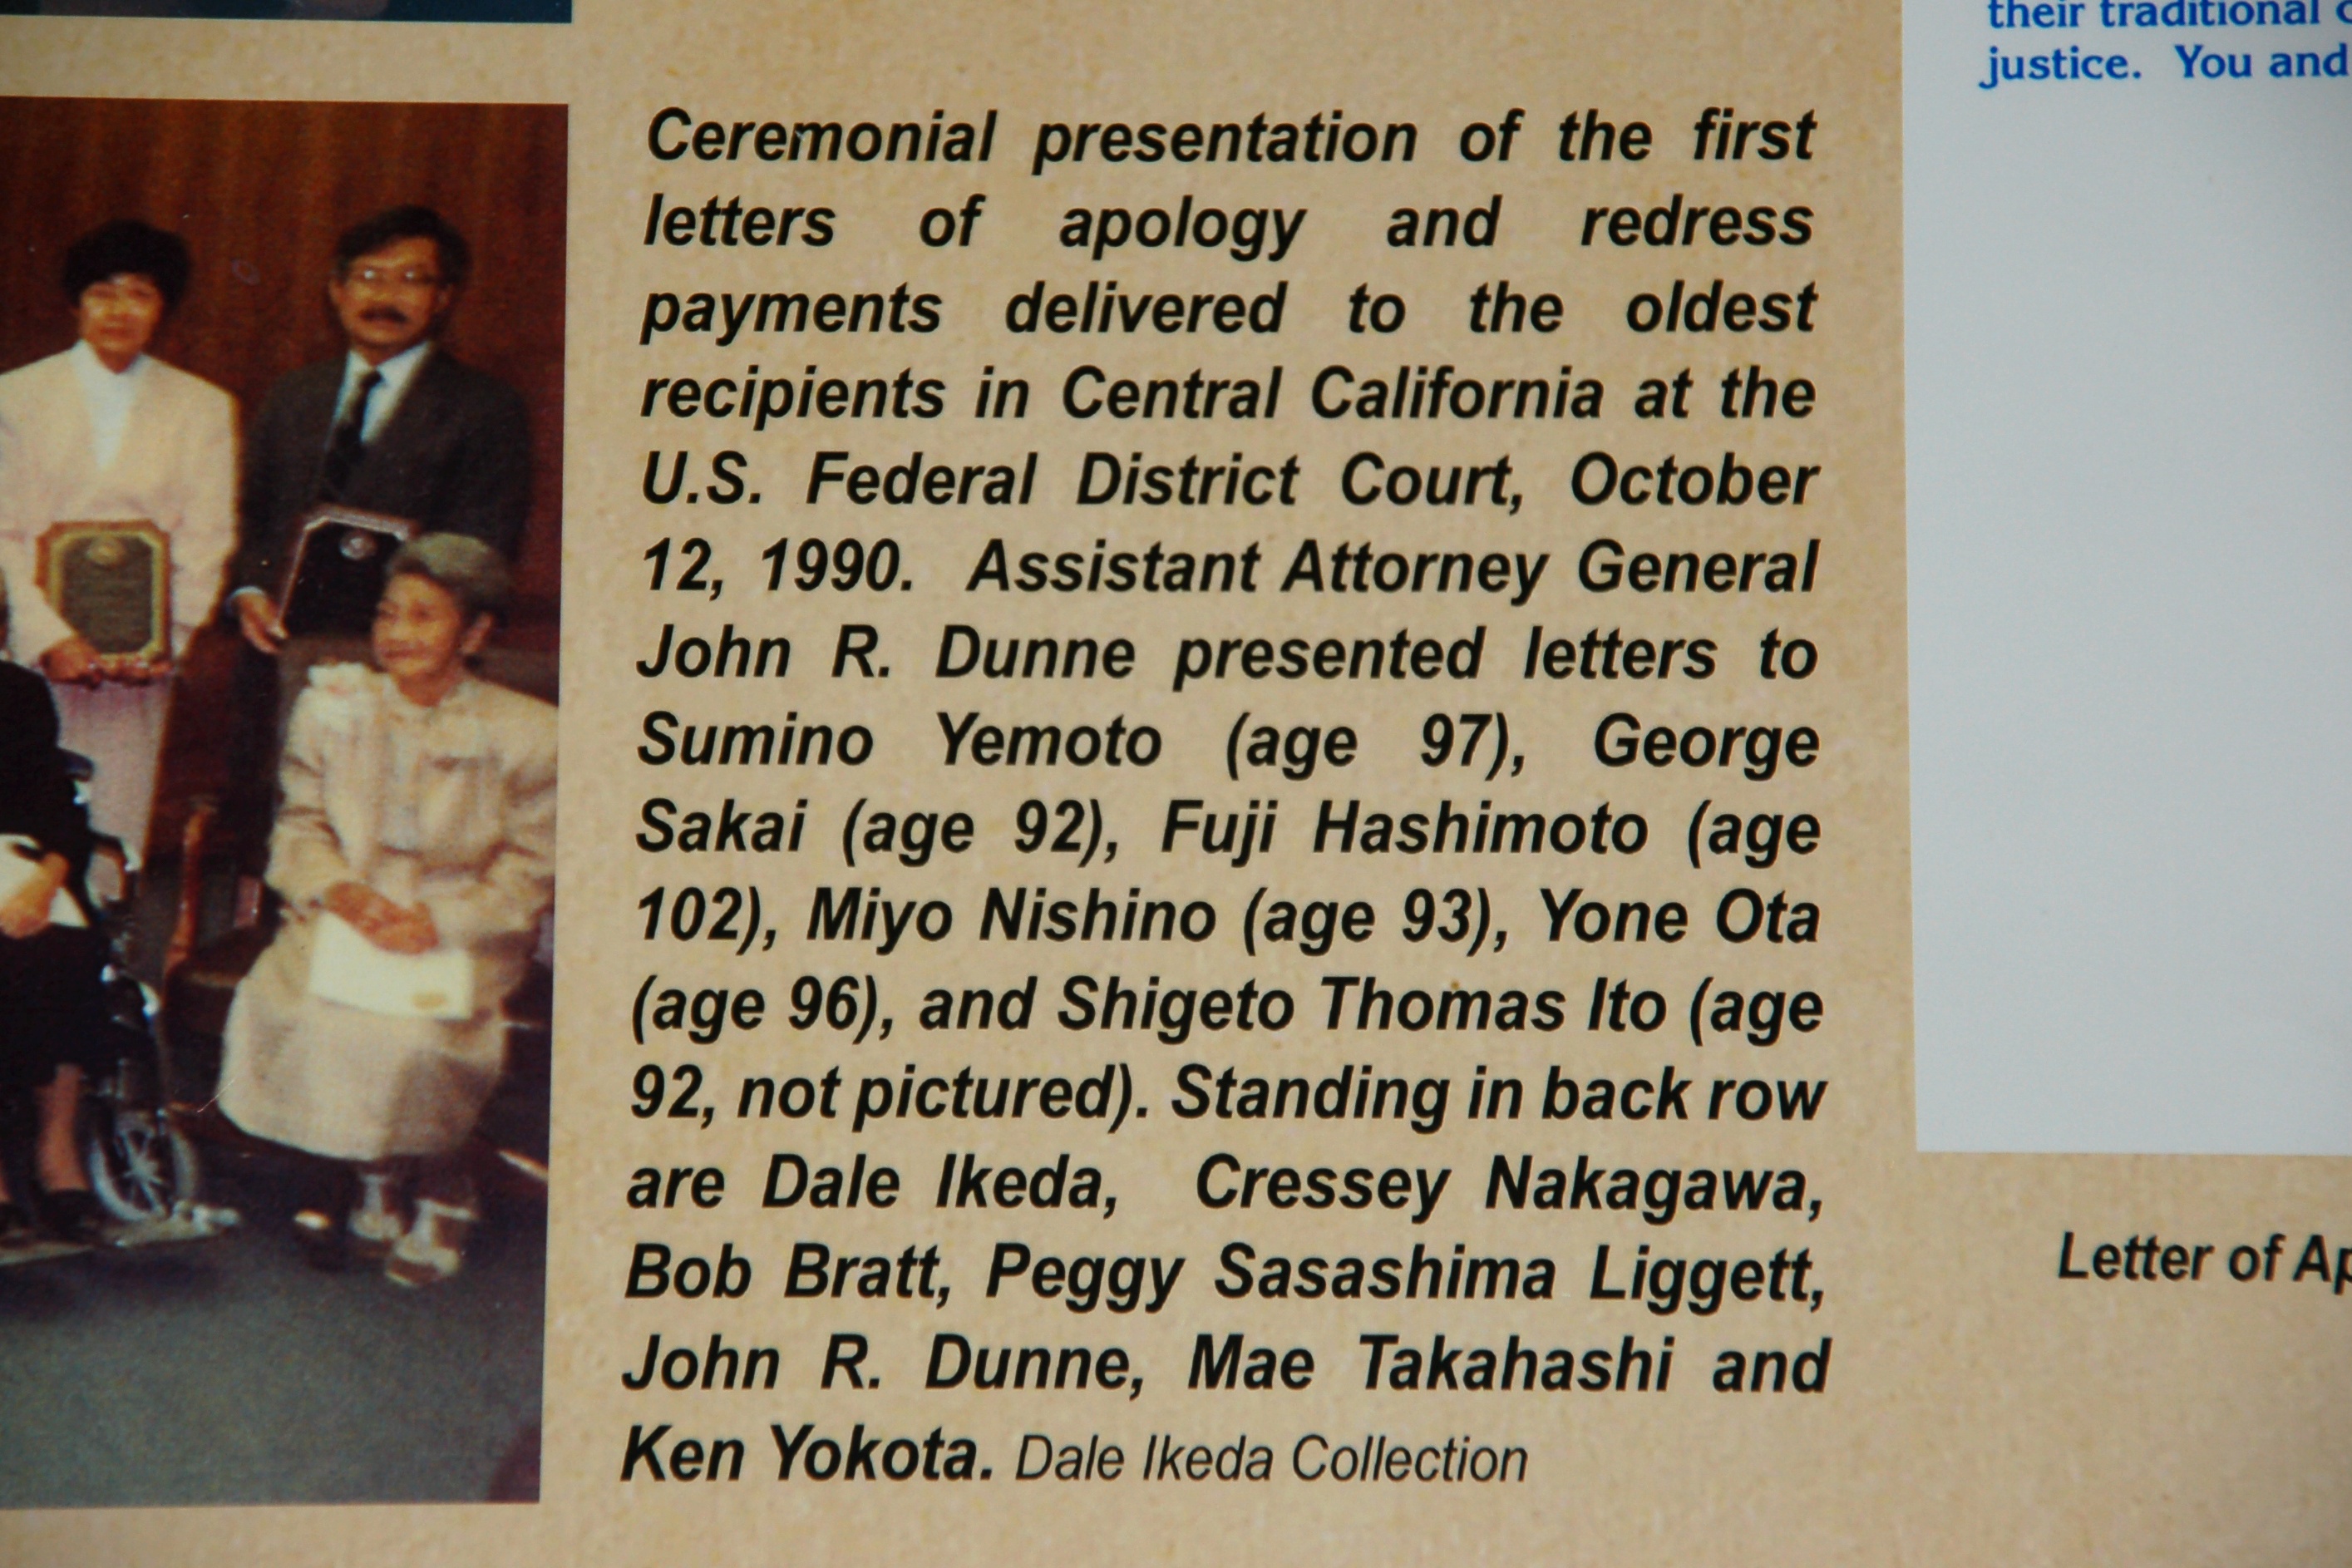 Ceremonial presentation of the first
letters of apology and redress
payments delivered to the oldest
recipients in Central California at the
U.S. Federal District Court, October
12, 1990. Assistant Attorney General
John R. Dunne presented letters to
Sumino Yemoto (age 97), George
Sakai (age 92), Fuji Hashimoto (age
102), Miyo Nishino (age 93), Yone Ota
(age 96), and Shigeto Thomas Ito (age
92, not pictured). Standing in back row
are Dale Ikeda, Cressey Nakagawa,
Bob Bratt, Peggy Sasashima Liggett,
John R. Dunne, Mae Takahashi and
Ken Yokota. Dale Ikeda Collection
their traditional
justice. You and
Letter of